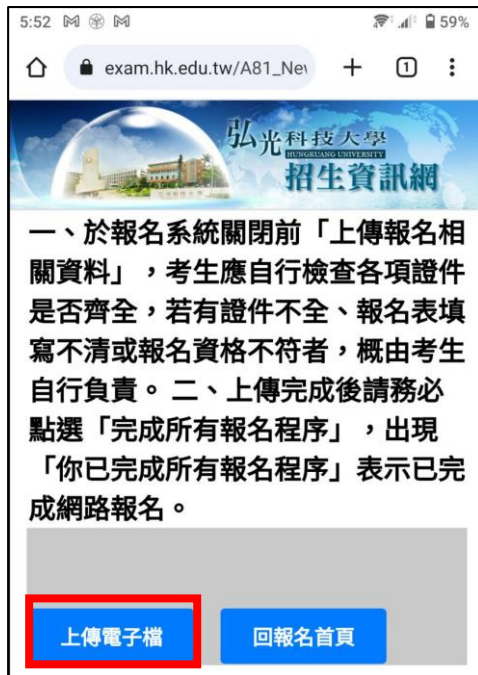 5:52 59%
exam.hk.edu.tw/A81_Nev
弘光科技大學
HUNGKUANG UNIVERSITY
招生資訊網
一、於報名系統關閉前「上傳報名相
關資料」，考生應自行檢查各項證件
是否齊全，若有證件不全、報名表填
寫不清或報名資格不符者，概由考生
自行負責。 二、上傳完成後請務必
點選「完成所有報名程序」，出現
「你已完成所有報名程序」表示已完
成網路報名。
上傳電子檔 回報名首頁